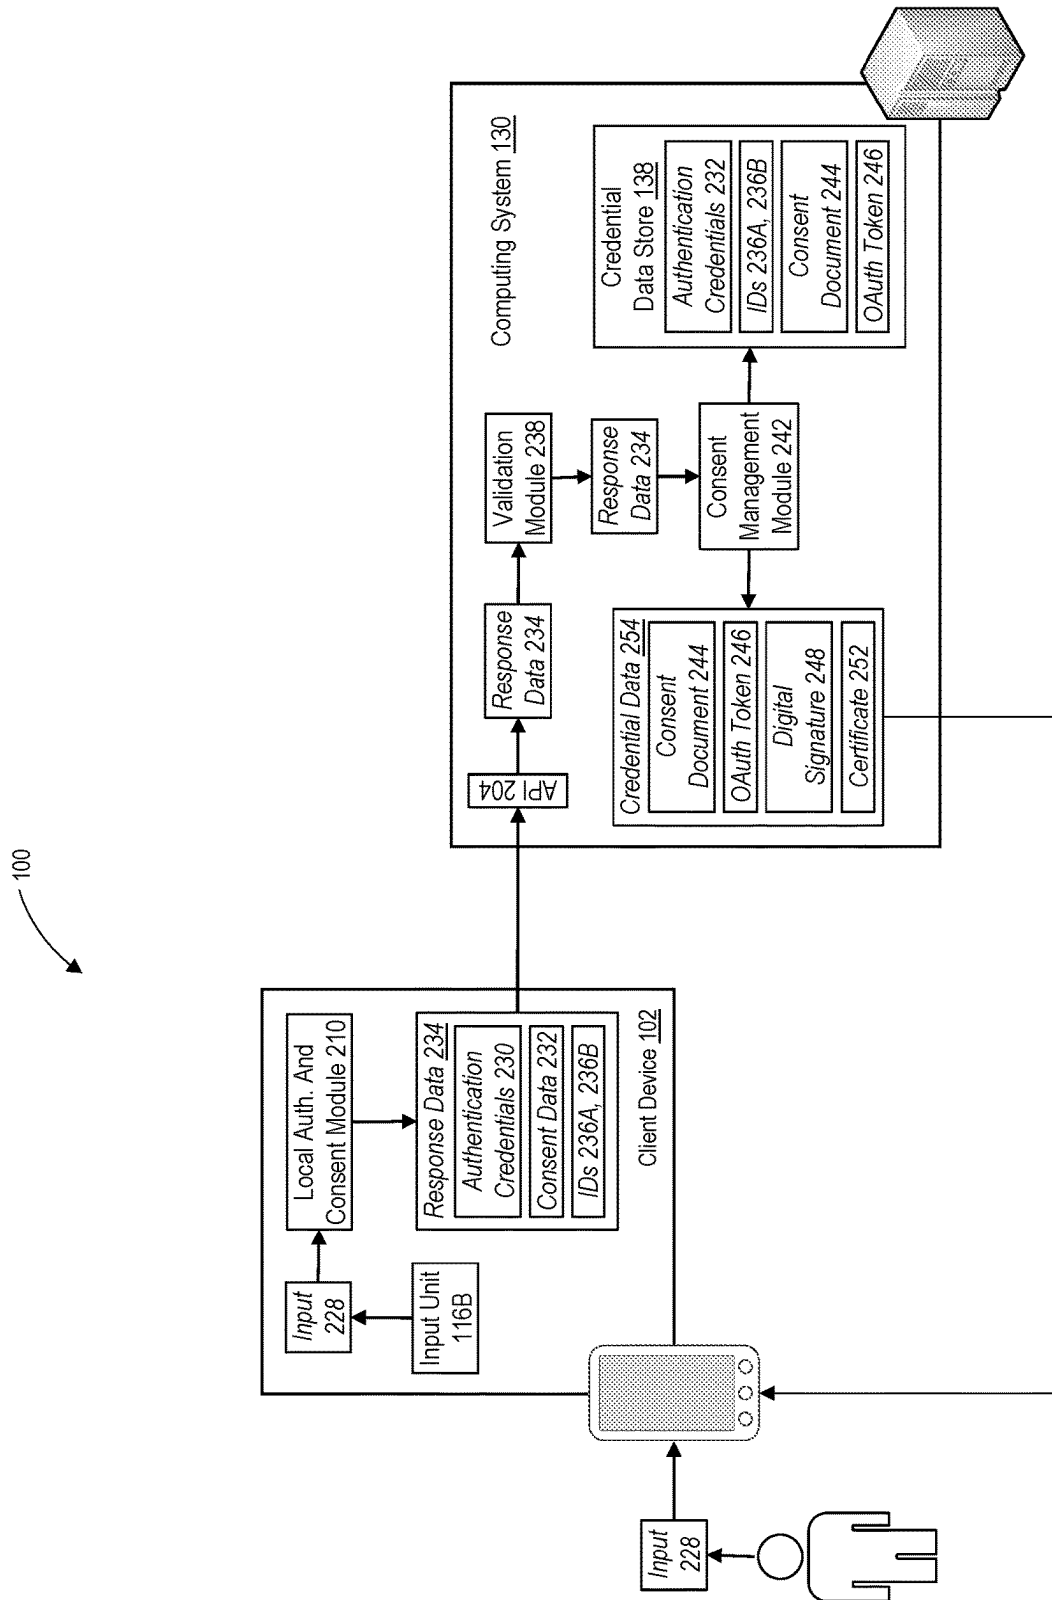 100
Input
228
Input
228
Input Unit
116B
Local Auth. And
Consent Module 210
Response Data 234
Authentication
Credentials 230
Consent Data 232
IDs 236A, 236B
Client Device 102
API 204
Response
Data 234
Validation
Module 238
Response
Data 234
Consent
Management
Module 242
Computing System 130
Credential Data 254
Consent
Document 244
OAuth Token 246
Digital
Signature 248
Certificate 252
Credential
Data Store 138
Authentication
Credentials 232
IDs 236A, 236B
Consent
Document 244
OAuth Token 246